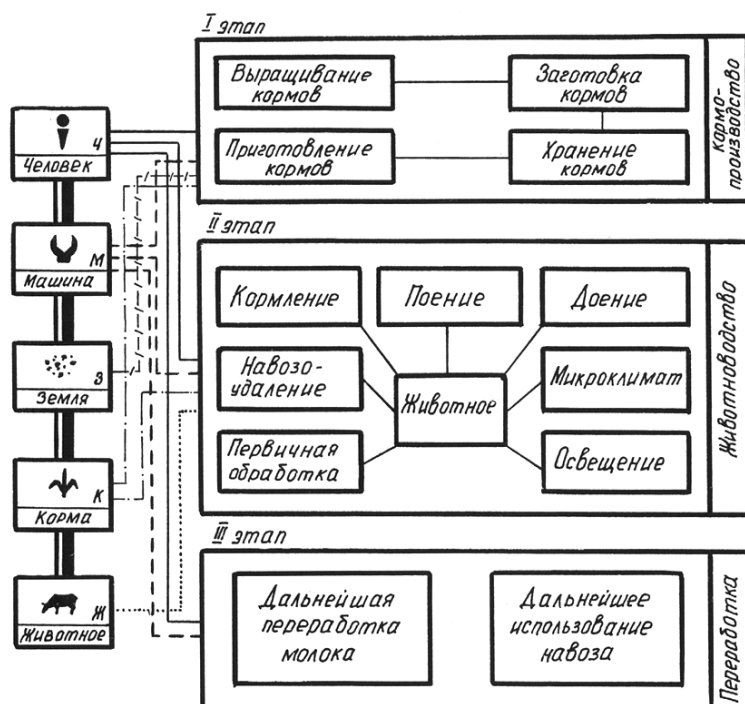 I этап
Выращивание
кормов
Заготовка
кормов
Приготовление
кормов
Хранение
кормов
Кормо-
производство
Ч
Человек
М
Машина
З
Земля
К
Корма
Ж
Животное
II этап
Кормление
Поение
Доение
Навозо-
удаление
Животное
Микроклимат
Первичная
обработка
Освещение
Животноводство
III этап
Дальнейшая
переработка
молока
Дальнейшее
использование
навоза
Переработка